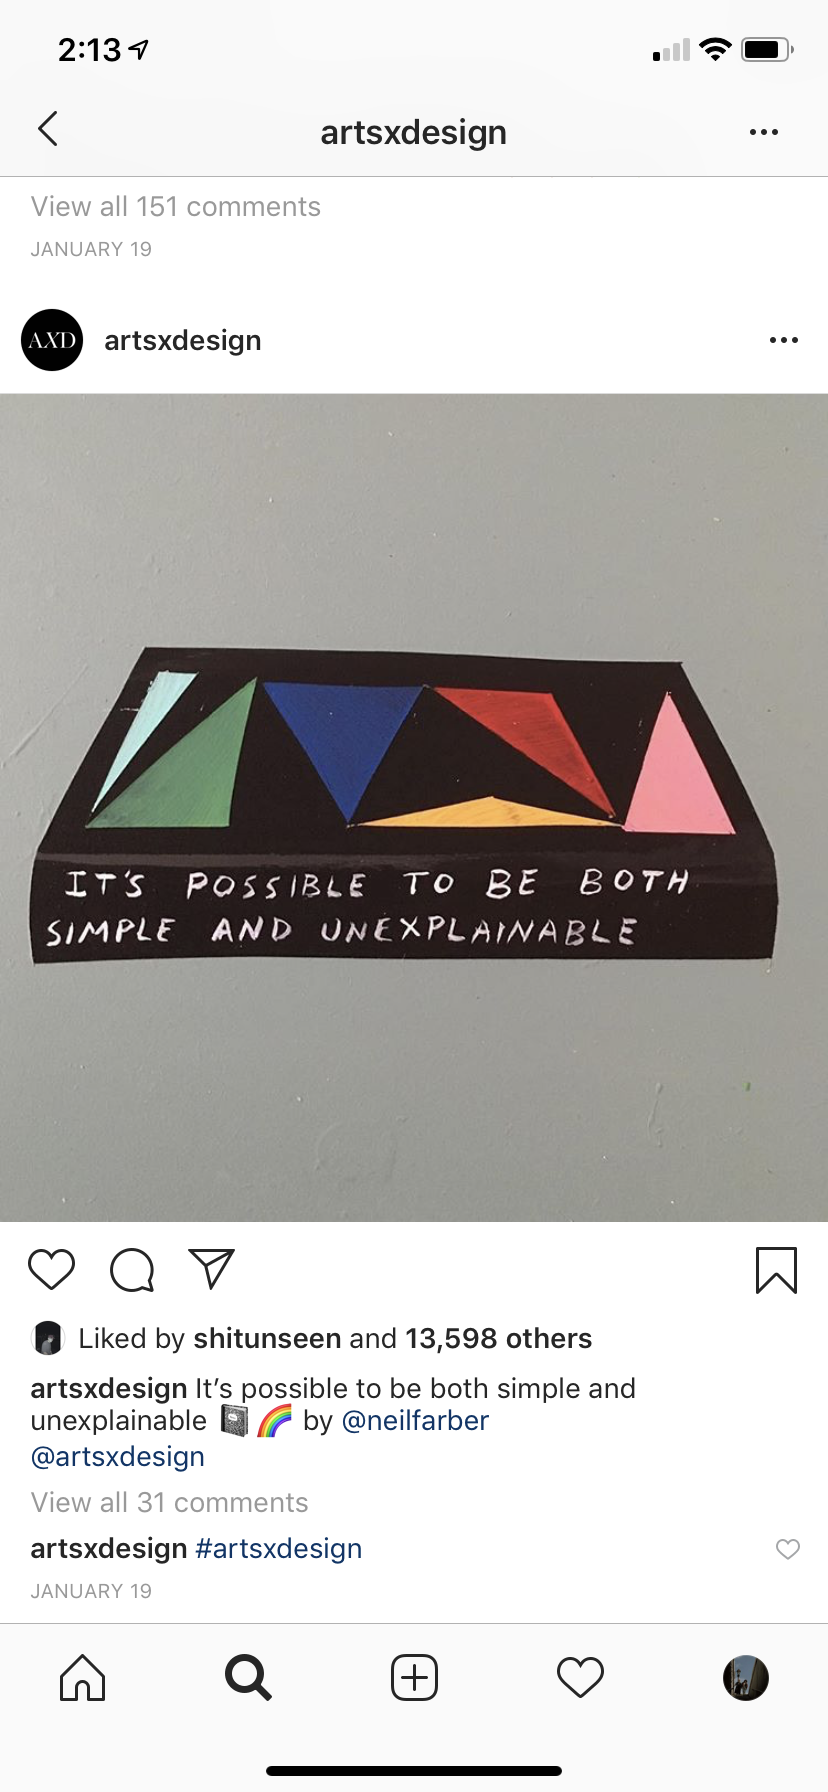 2:13
artsxdesign
View all 151 comments
JANUARY 19
AXD artsxdesign
IT'S POSSIBLE TO BE BOTH
SIMPLE AND UNEXPLAINABLE
Liked by shitunseen and 13,598 others
artsxdesign It’s possible to be both simple and
unexplainable 📓🌈 by @neilfarber
@artsxdesign
View all 31 comments
artsxdesign #artsxdesign
JANUARY 19